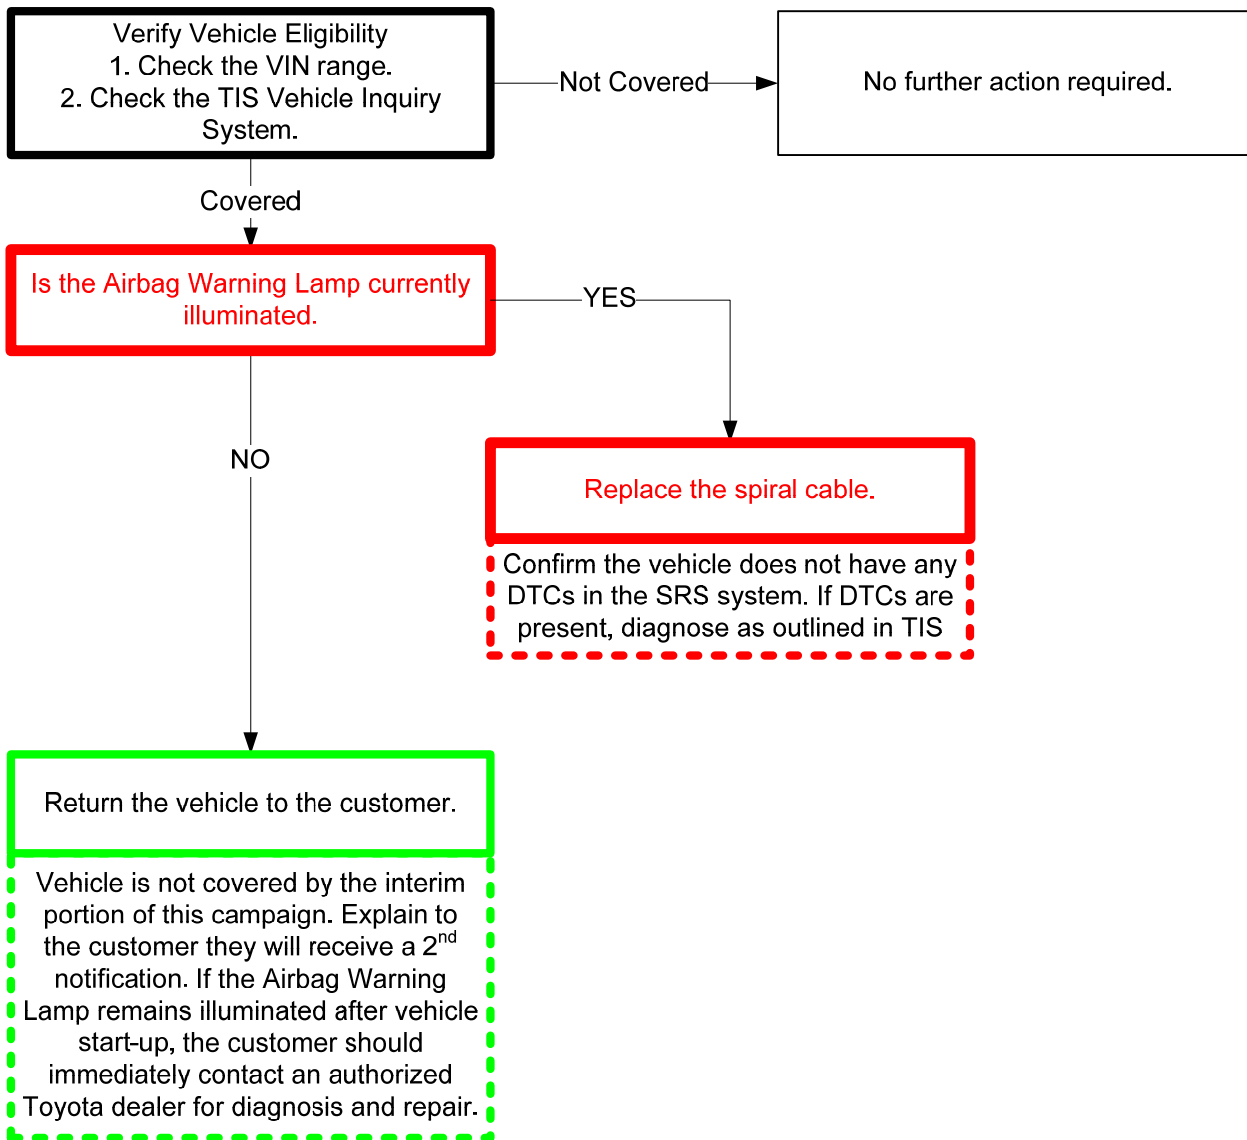 Verify Vehicle Eligibility
1. Check the VIN range.
2. Check the TIS Vehicle Inquiry
System.
Not Covered
No further action required.
Covered
Is the Airbag Warning Lamp currently
illuminated.
YES
NO
Replace the spiral cable.
Confirm the vehicle does not have any
DTCs in the SRS system. If DTCs are
present, diagnose as outlined in TIS
Return the vehicle to the customer.
Vehicle is not covered by the interim
portion of this campaign. Explain to
the customer they will receive a 2nd
notification. If the Airbag Warning
Lamp remains illuminated after vehicle
start-up, the customer should
immediately contact an authorized
Toyota dealer for diagnosis and repair.